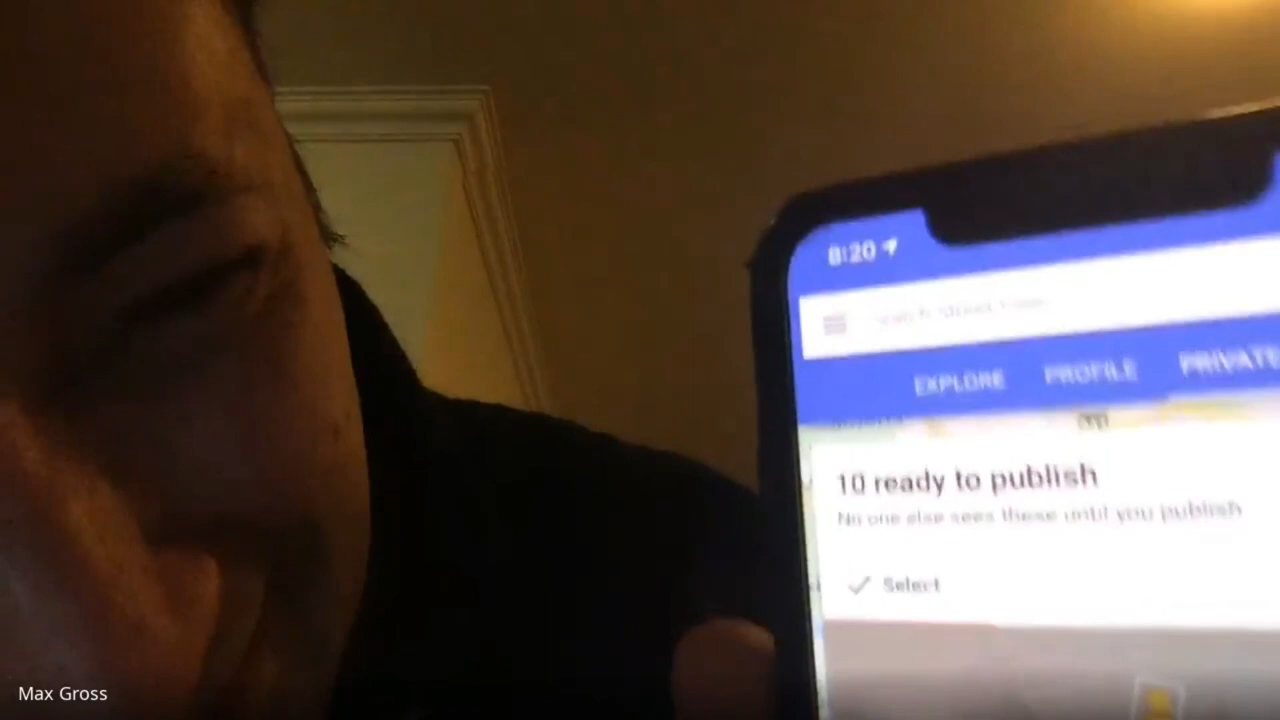 8:20
EXPLORE PROFILE PRIVATE
10 ready to publish
No one else sees these until you publish
Select
Max Gross